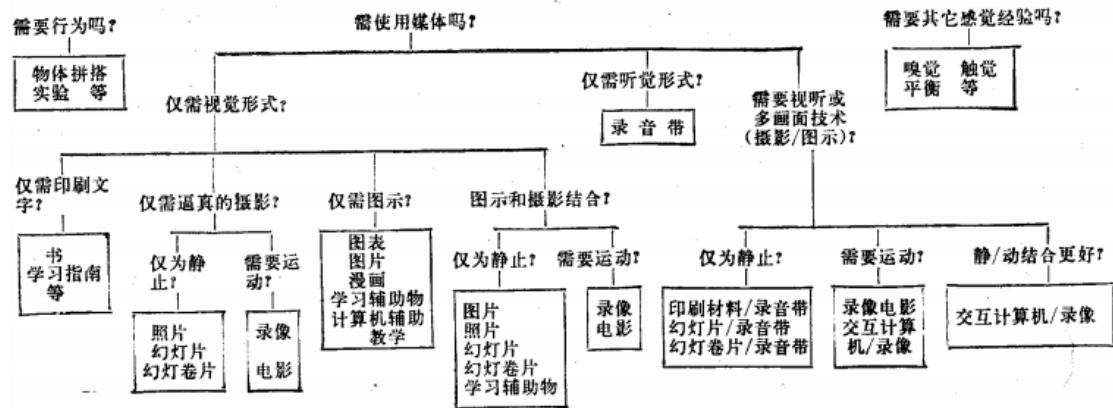 需要行为吗?
物体拼搭
实验 等
需使用媒体吗?
需要其它感觉经验吗?
嗅觉 触觉
平衡 等
仅需视觉形式?
仅需听觉形式?
录音带
需要视听或
多画面技术
(摄影/图示)?
仅需印刷文
字?
书
学习指南
等
仅需逼真的摄影?
仅为静
止?
照片
幻灯片
幻灯卷片
需要运
动?
录像
电影
仅需图示?
图表
图片
漫画
学习辅助物
计算机辅助
教学
图示和摄影结合?
仅为静止?
图片
照片
幻灯片
幻灯卷片
学习辅助物
需要运动?
录像
电影
仅为静止?
印刷材料/录音带
幻灯片/录音带
幻灯卷片/录音带
需要运动?
录像电影
交互计算
机/录像
静/动结合更好?
交互计算机/录像